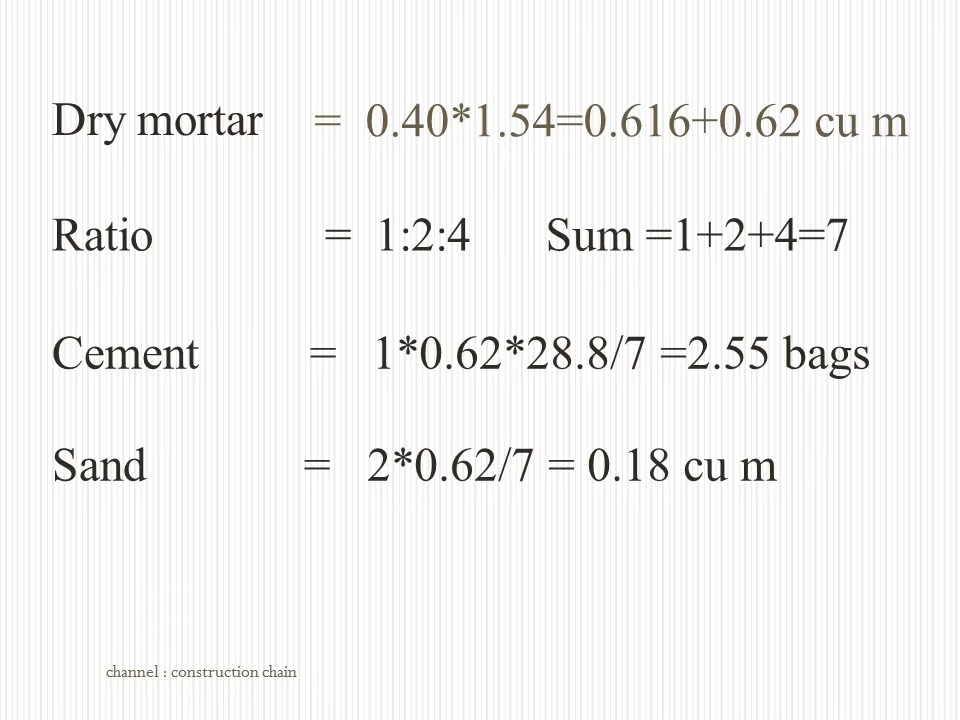 Dry mortar = 0.40*1.54=0.616+0.62 cu m
Ratio = 1:2:4 Sum =1+2+4=7
Cement = 1*0.62*28.8/7 =2.55 bags
Sand = 2*0.62/7 = 0.18 cu m
channel : construction chain